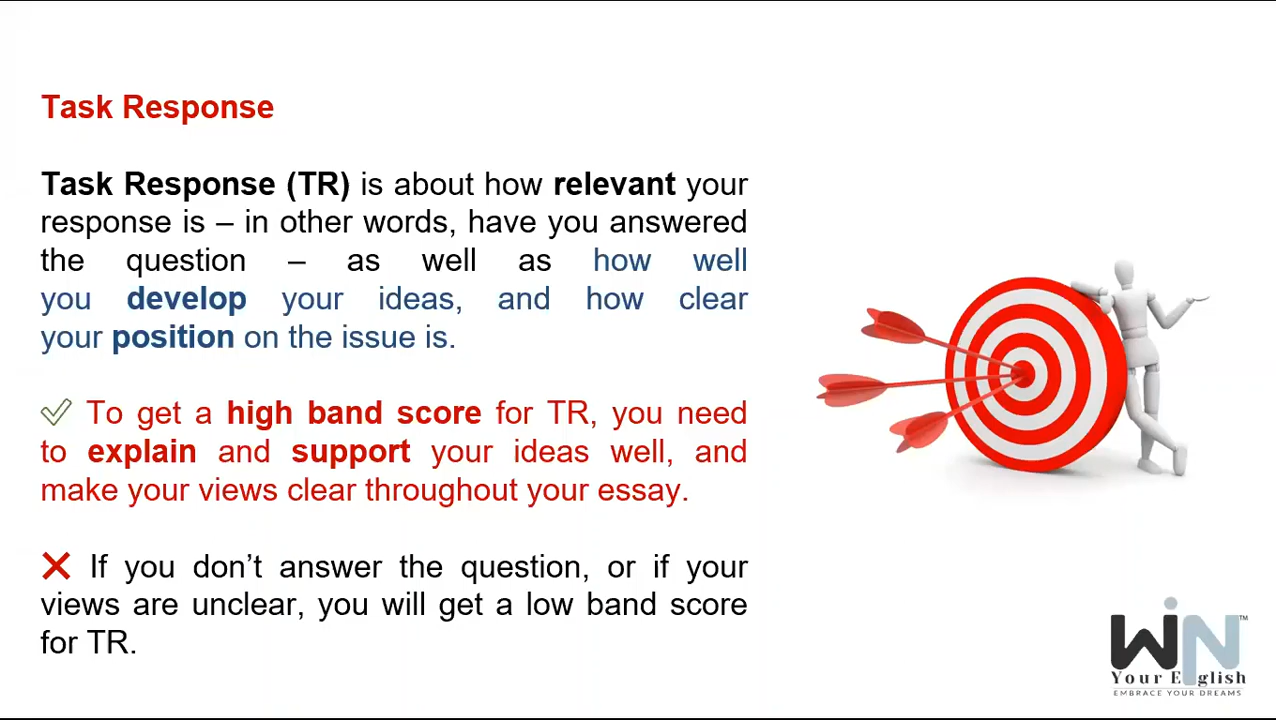 Task Response
Task Response (TR) is about how relevant your
response is – in other words, have you answered
the question – as well as how well
you develop your ideas, and how clear
your position on the issue is.
✓ To get a high band score for TR, you need
to explain and support your ideas well, and
make your views clear throughout your essay.
✕ If you don’t answer the question, or if your
views are unclear, you will get a low band score
for TR.
WiN™
Your English
EMBRACE YOUR DREAMS